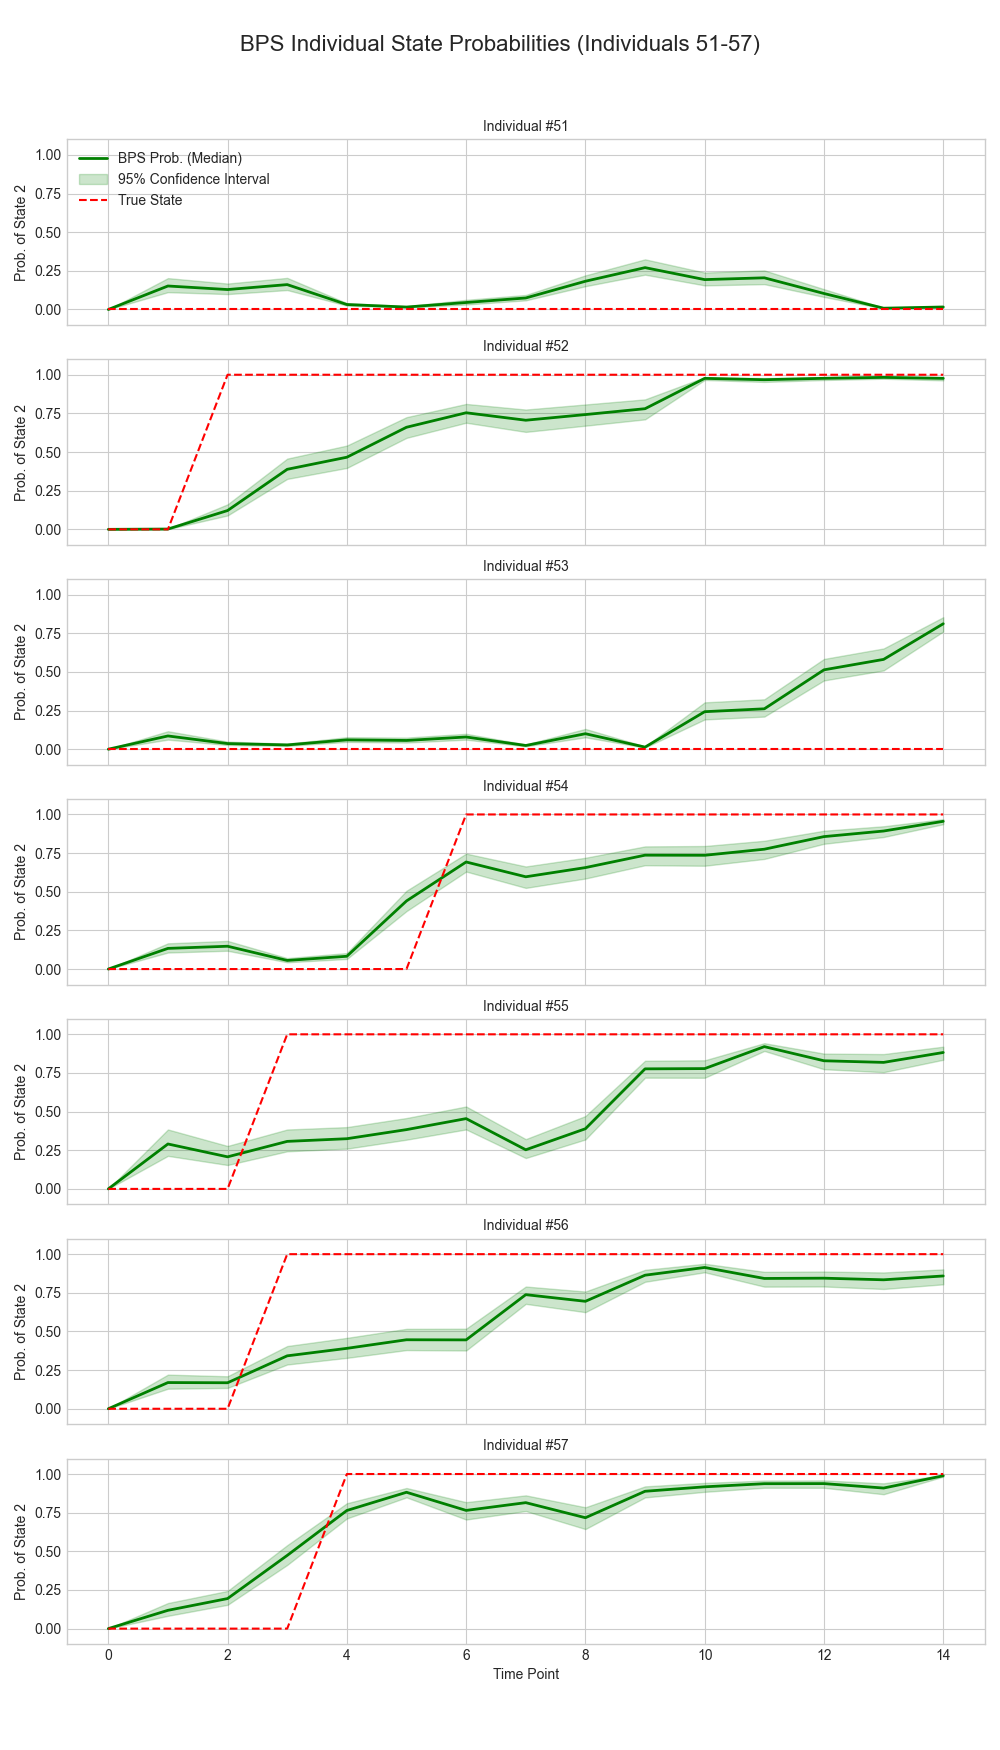 BPS Individual State Probabilities (Individuals 51-57)
Individual #51
BPS Prob. (Median)
95% Confidence Interval
True State
Prob. of State 2
1.00
0.75
0.50
0.25
0.00
Individual #52
Prob. of State 2
1.00
0.75
0.50
0.25
0.00
Individual #53
Prob. of State 2
1.00
0.75
0.50
0.25
0.00
Individual #54
Prob. of State 2
1.00
0.75
0.50
0.25
0.00
Individual #55
Prob. of State 2
1.00
0.75
0.50
0.25
0.00
Individual #56
Prob. of State 2
1.00
0.75
0.50
0.25
0.00
Individual #57
Prob. of State 2
1.00
0.75
0.50
0.25
0.00
0 2 4 6 8 10 12 14
Time Point